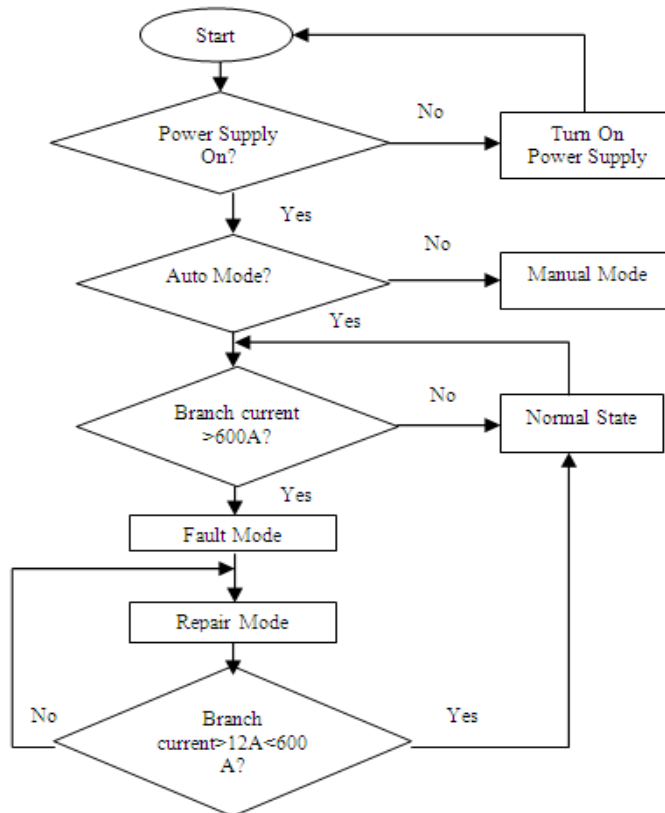 Start
Power Supply
On?
No
Turn On
Power Supply
Yes
Auto Mode?
No
Manual Mode
Yes
Branch current
>600A?
No
Normal State
Yes
Fault Mode
Repair Mode
No
Branch
current>12A<600
A?
Yes